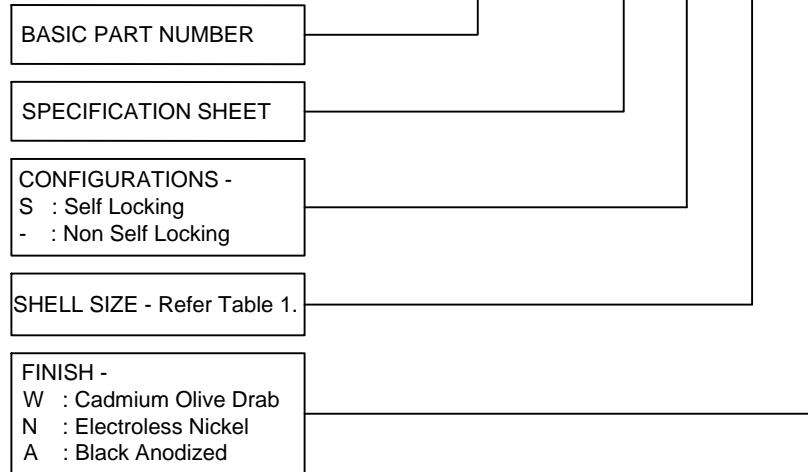 BASIC PART NUMBER
SPECIFICATION SHEET
CONFIGURATIONS -
S : Self Locking
- : Non Self Locking
SHELL SIZE - Refer Table 1.
FINISH -
W : Cadmium Olive Drab
N : Electroless Nickel
A : Black Anodized